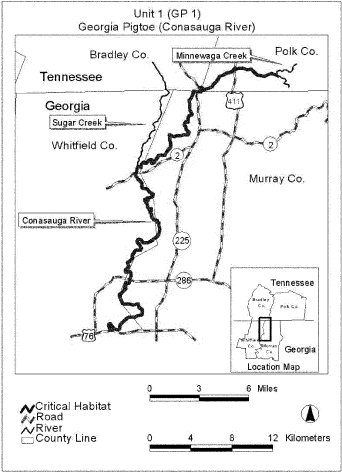 Unit 1 (GP 1)
Georgia Pigtoe (Conasauga River)
Bradley Co.
Minnewaga Creek
Polk Co.
Tennessee
Georgia
411
Sugar Creek
Whitfield Co.
2
2
Murray Co.
Conasauga River
225
286
76
Tennessee
Bradley
Co.
Polk Co.
Murray
Co.
Co.
Georgia
Location Map
Critical Habitat
Road
River
County Line
0 3 6 Miles
0 4 8 12 Kilometers